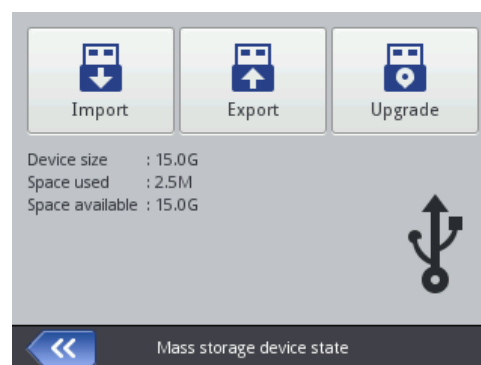 Import Export Upgrade
Device size : 15.0G
Space used : 2.5M
Space available : 15.0G
Mass storage device state